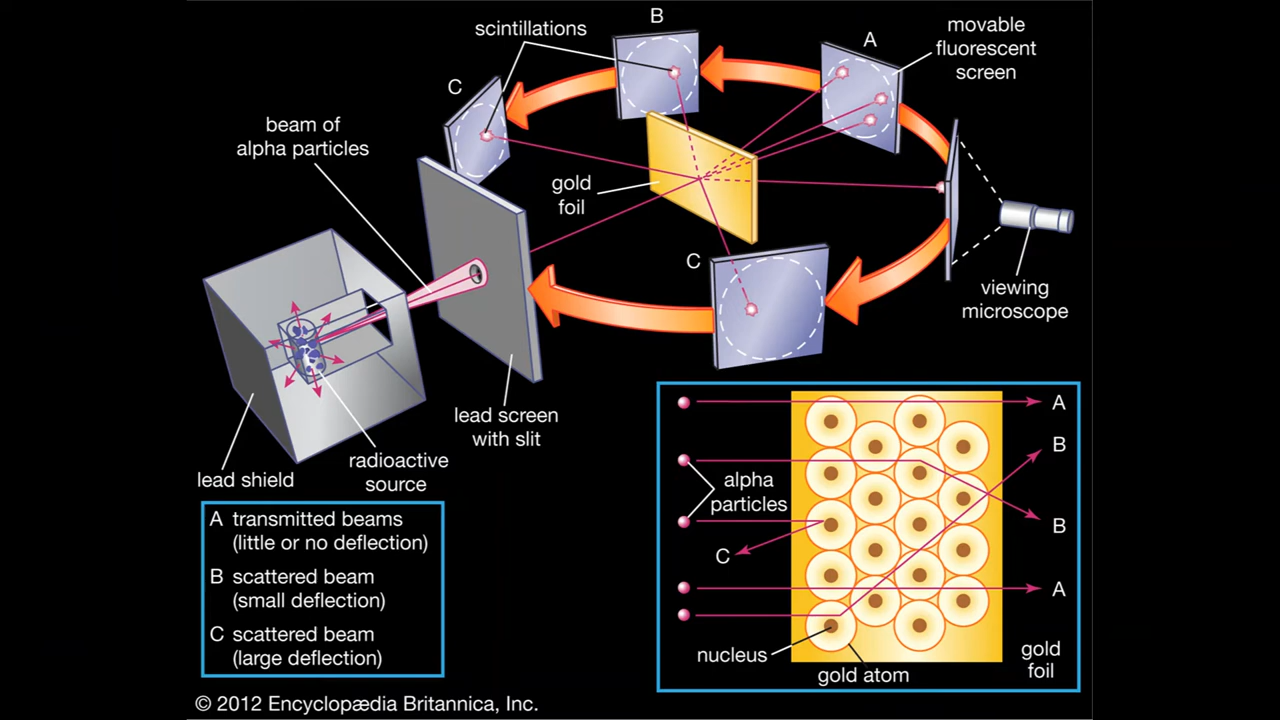 B
scintillations
A
movable
fluorescent
screen
C
beam of
alpha particles
gold
foil
C
viewing
microscope
lead screen
with slit
radioactive
source
lead shield
A transmitted beams
(little or no deflection)
B scattered beam
(small deflection)
C scattered beam
(large deflection)
A
B
alpha
particles
B
C
A
nucleus
gold atom
gold
foil
© 2012 Encyclopædia Britannica, Inc.